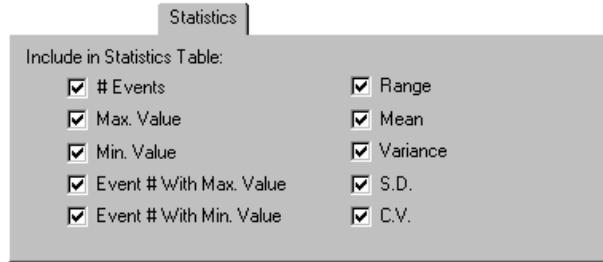 Statistics
Include in Statistics Table:
# Events
Max. Value
Min. Value
Event # With Max. Value
Event # With Min. Value
Range
Mean
Variance
S.D.
C.V.